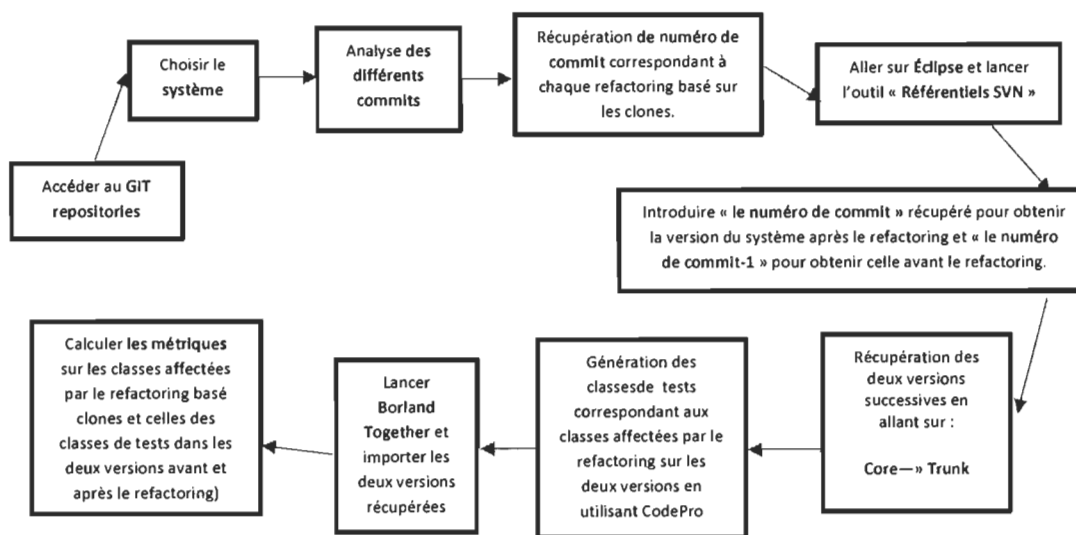 Accéder au GIT
repositories
Choisir le
système
Analyse des
différents
commits
Récupération de numéro de
commit correspondant à
chaque refactoring basé sur
les clones.
Aller sur Éclipse et lancer
l'outil « Référentiels SVN »
Introduire « le numéro de commit » récupéré pour obtenir
la version du système après le refactoring et « le numéro
de commit-1 » pour obtenir celle avant le refactoring.
Récupération des
deux versions
successives en
allant sur :
Core—» Trunk
Génération des
classesde tests
correspondant aux
classes affectées par le
refactoring sur les
deux versions en
utilisant CodePro
Lancer
Borland
Together et
importer les
deux versions
récupérées
Calculer les métriques
sur les classes affectées
par le refactoring basé
clones et celles des
classes de tests dans les
deux versions avant et
après le refactoring)